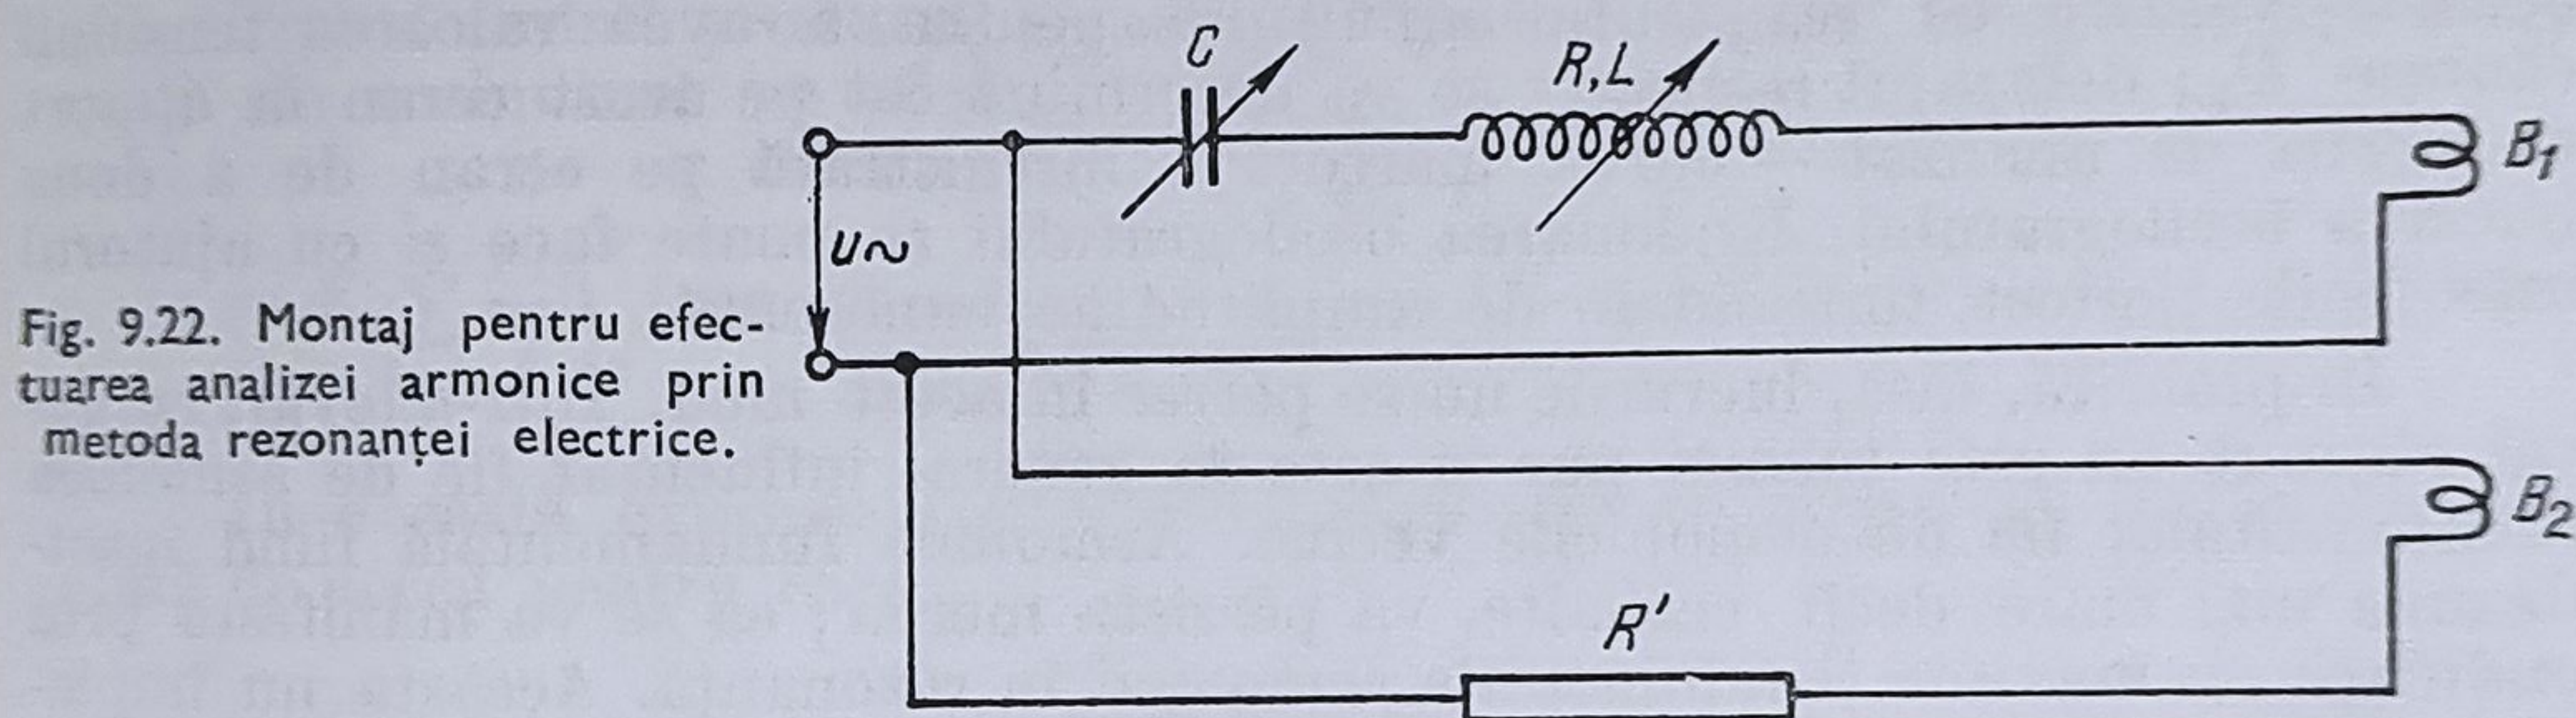 C
R,L
B1
U~
Fig. 9.22. Montaj pentru efec-
tuarea analizei armonice prin
metoda rezonanței electrice.
B2
R'